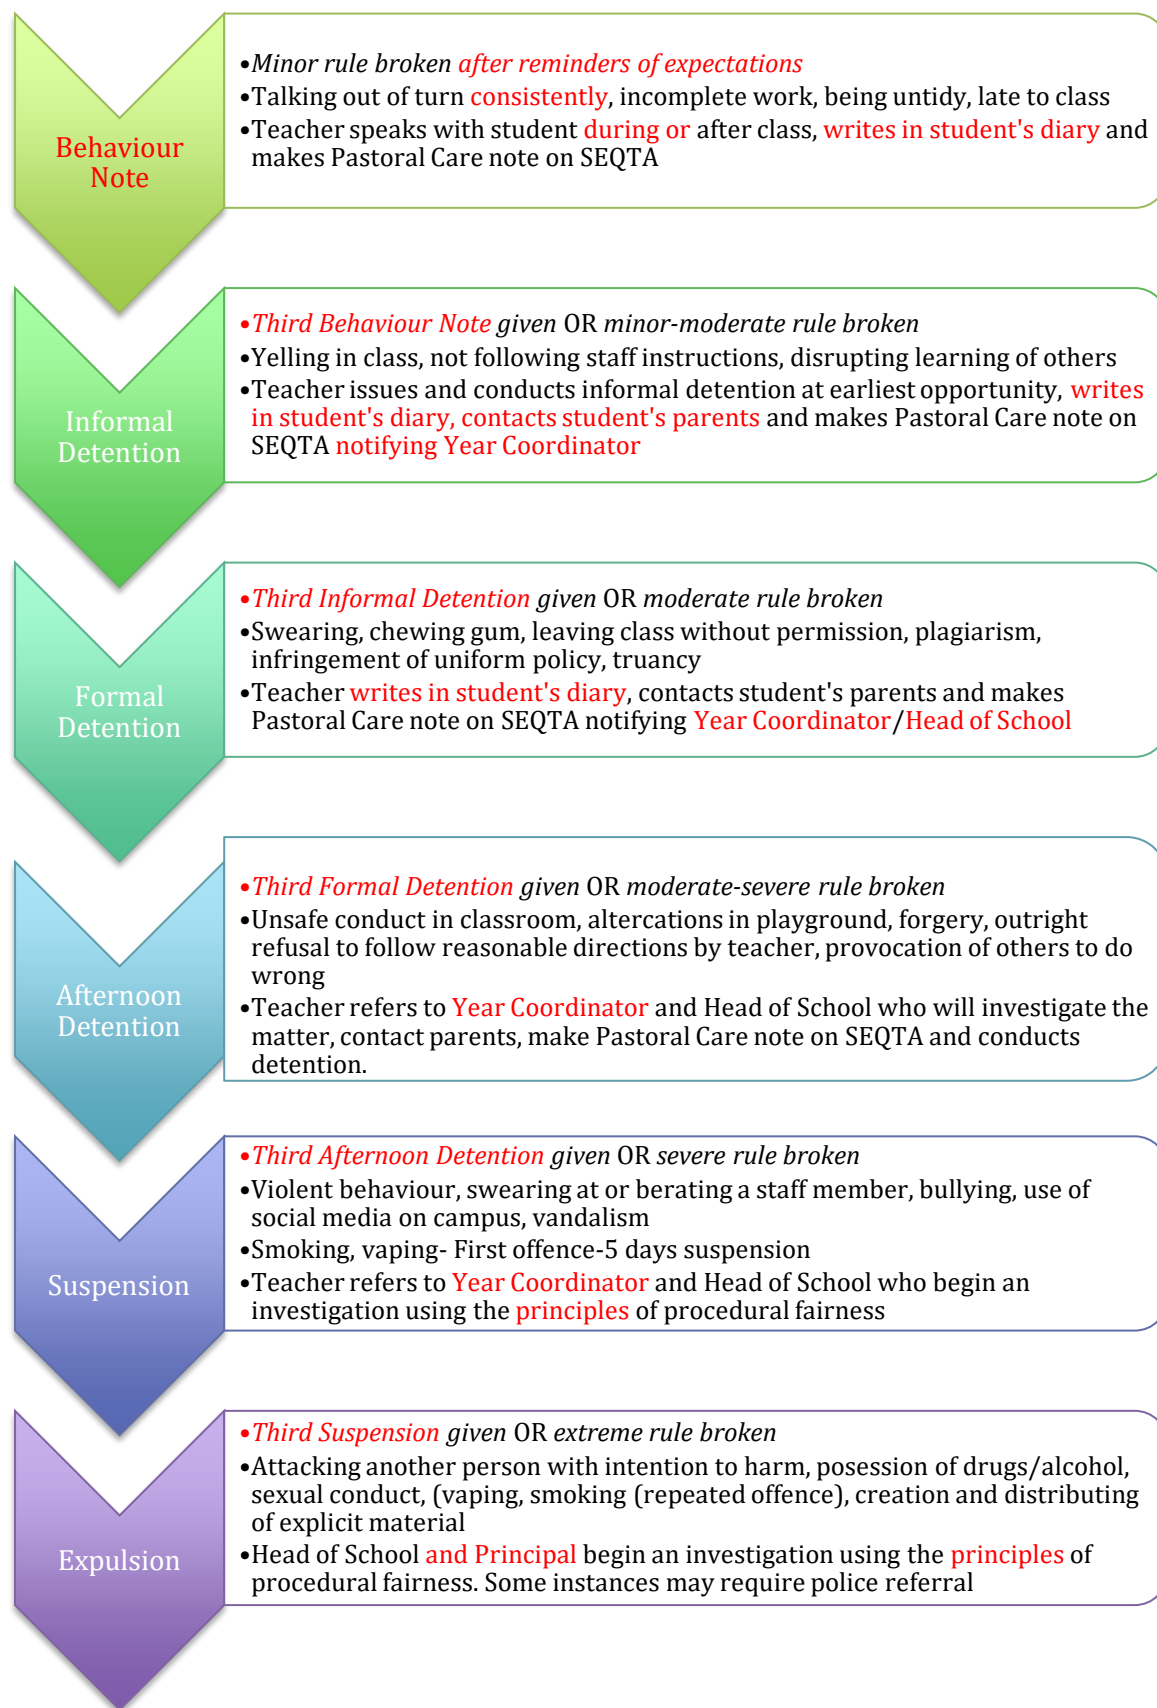 Behaviour
Note
•Minor rule broken after reminders of expectations
•Talking out of turn consistently, incomplete work, being untidy, late to class
•Teacher speaks with student during or after class, writes in student's diary and
makes Pastoral Care note on SEQTA
Informal
Detention
•Third Behaviour Note given OR minor-moderate rule broken
•Yelling in class, not following staff instructions, disrupting learning of others
•Teacher issues and conducts informal detention at earliest opportunity, writes
in student's diary, contacts student's parents and makes Pastoral Care note on
SEQTA notifying Year Coordinator
Formal
Detention
•Third Informal Detention given OR moderate rule broken
•Swearing, chewing gum, leaving class without permission, plagiarism,
infringement of uniform policy, truancy
•Teacher writes in student's diary, contacts student's parents and makes
Pastoral Care note on SEQTA notifying Year Coordinator/Head of School
Afternoon
Detention
•Third Formal Detention given OR moderate-severe rule broken
•Unsafe conduct in classroom, altercations in playground, forgery, outright
refusal to follow reasonable directions by teacher, provocation of others to do
wrong
•Teacher refers to Year Coordinator and Head of School who will investigate the
matter, contact parents, make Pastoral Care note on SEQTA and conducts
detention.
Suspension
•Third Afternoon Detention given OR severe rule broken
•Violent behaviour, swearing at or berating a staff member, bullying, use of
social media on campus, vandalism
•Smoking, vaping- First offence-5 days suspension
•Teacher refers to Year Coordinator and Head of School who begin an
investigation using the principles of procedural fairness
Expulsion
•Third Suspension given OR extreme rule broken
•Attacking another person with intention to harm, posession of drugs/alcohol,
sexual conduct, (vaping, smoking (repeated offence), creation and distributing
of explicit material
•Head of School and Principal begin an investigation using the principles of
procedural fairness. Some instances may require police referral